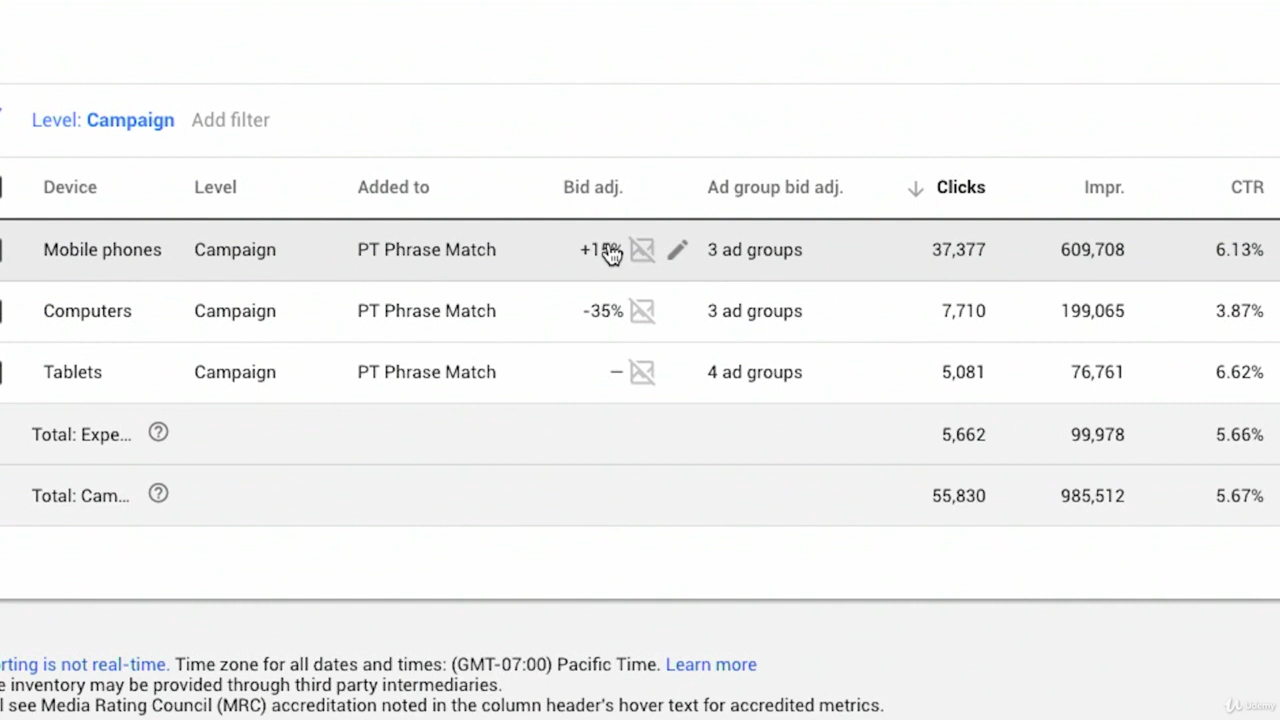 Level: Campaign Add filter
Device Level Added to Bid adj. Ad group bid adj. Clicks Impr. CTR
Mobile phones Campaign PT Phrase Match 3 ad groups 37,377 609,708 6.13%
Computers Campaign PT Phrase Match -35% 3 ad groups 7,710 199,065 3.87%
Tablets Campaign PT Phrase Match – 4 ad groups 5,081 76,761 6.62%
Total: Expe... 5,662 99,978 5.66%
Total: Cam... 55,830 985,512 5.67%
rting is not real-time. Time zone for all dates and times: (GMT-07:00) Pacific Time. Learn more
e inventory may be provided through third party intermediaries.
l see Media Rating Council (MRC) accreditation noted in the column header's hover text for accredited metrics.
Udemy